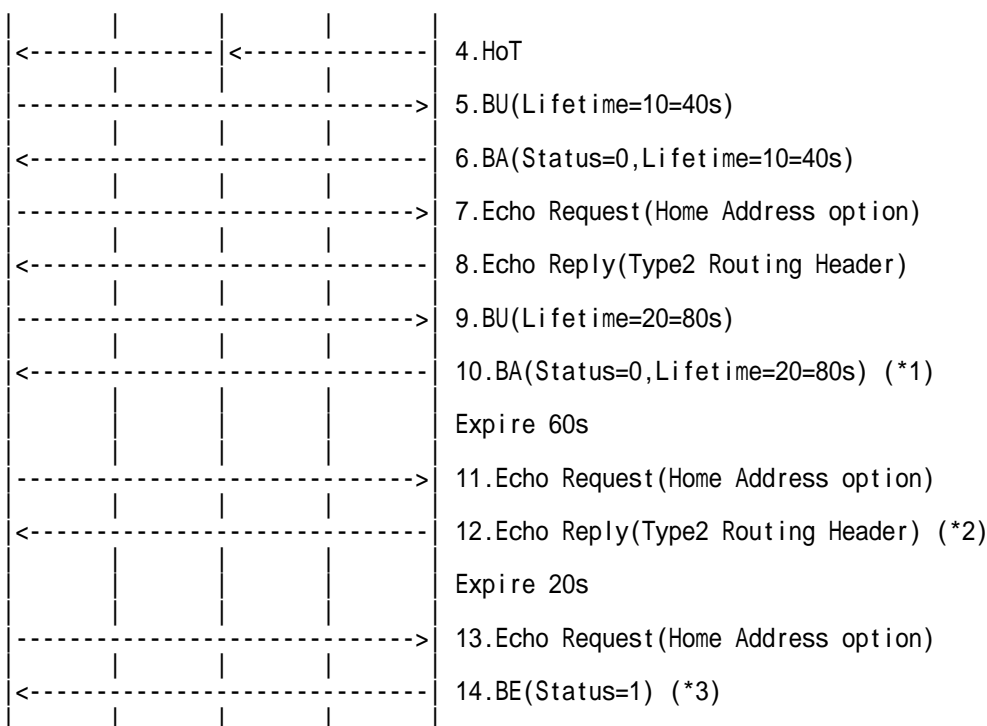 4.HoT
5.BU(Lifetime=10=40s)
6.BA(Status=0,Lifetime=10=40s)
7.Echo Request(Home Address option)
8.Echo Reply(Type2 Routing Header)
9.BU(Lifetime=20=80s)
10.BA(Status=0,Lifetime=20=80s) (*1)
Expire 60s
11.Echo Request(Home Address option)
12.Echo Reply(Type2 Routing Header) (*2)
Expire 20s
13.Echo Request(Home Address option)
14.BE(Status=1) (*3)